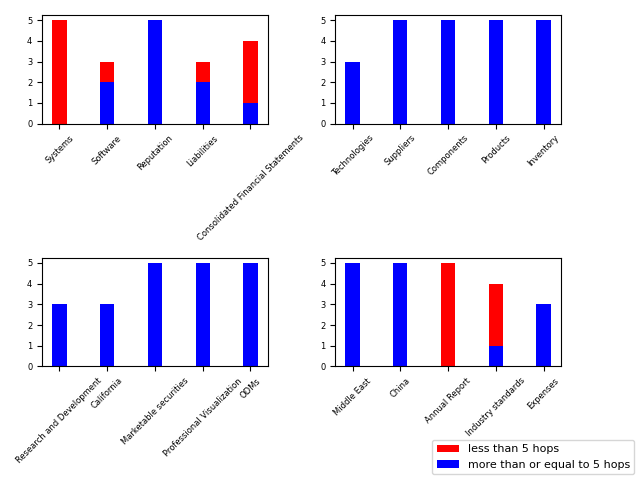 5
4
3
2
1
0
Systems
Software
Reputation
Liabilities
Consolidated Financial Statements
5
4
3
2
1
0
Technologies
Suppliers
Components
Products
Inventory
5
4
3
2
1
0
Research and Development
California
Marketable securities
Professional Visualization
ODMs
5
4
3
2
1
0
Middle East
China
Annual Report
Industry standards
Expenses
less than 5 hops
more than or equal to 5 hops